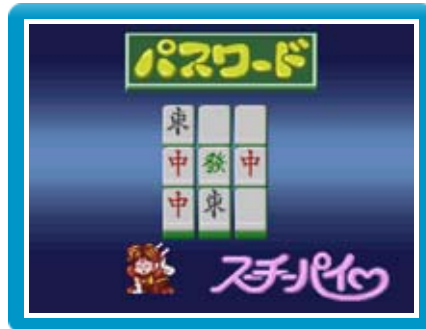 パスワード
東
中發中
中東
スーチーパイ